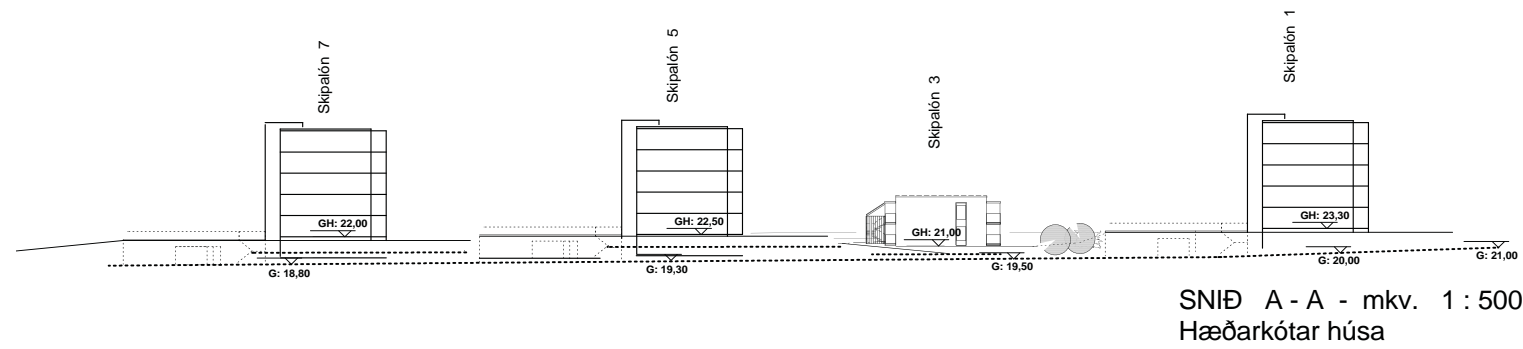 Skipalón 7
Skipalón 5
Skipalón 3
Skipalón 1
GH: 22,00
GH: 22,50
GH: 21,00
GH: 23,30
G: 18,80
G: 19,30
G: 19,50
G: 20,00
G: 21,00
SNIÐ A - A - mkv. 1 : 500
Hæðarkótar húsa